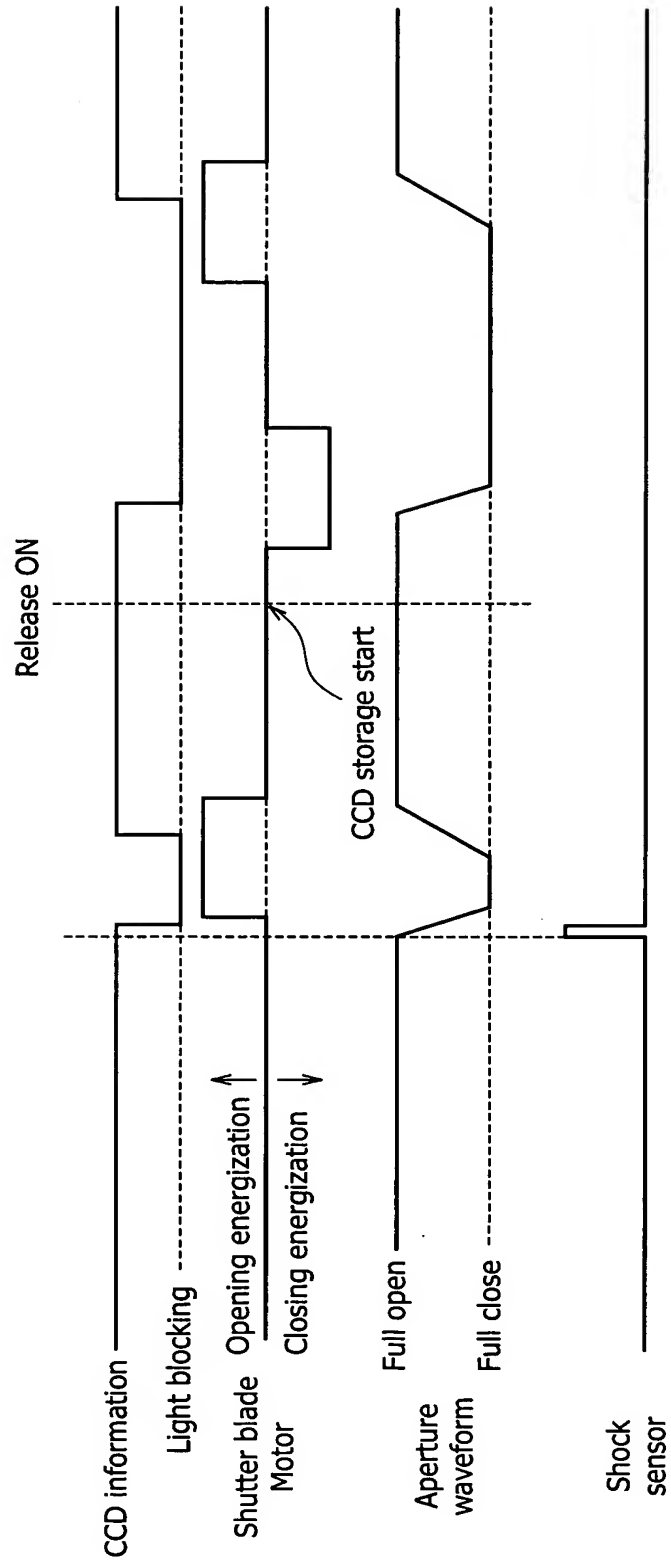 Release ON
CCD information
Light blocking
Shutter blade
Motor
Opening energization
Closing energization
CCD storage start
Aperture
waveform
Full open
Full close
Shock
sensor